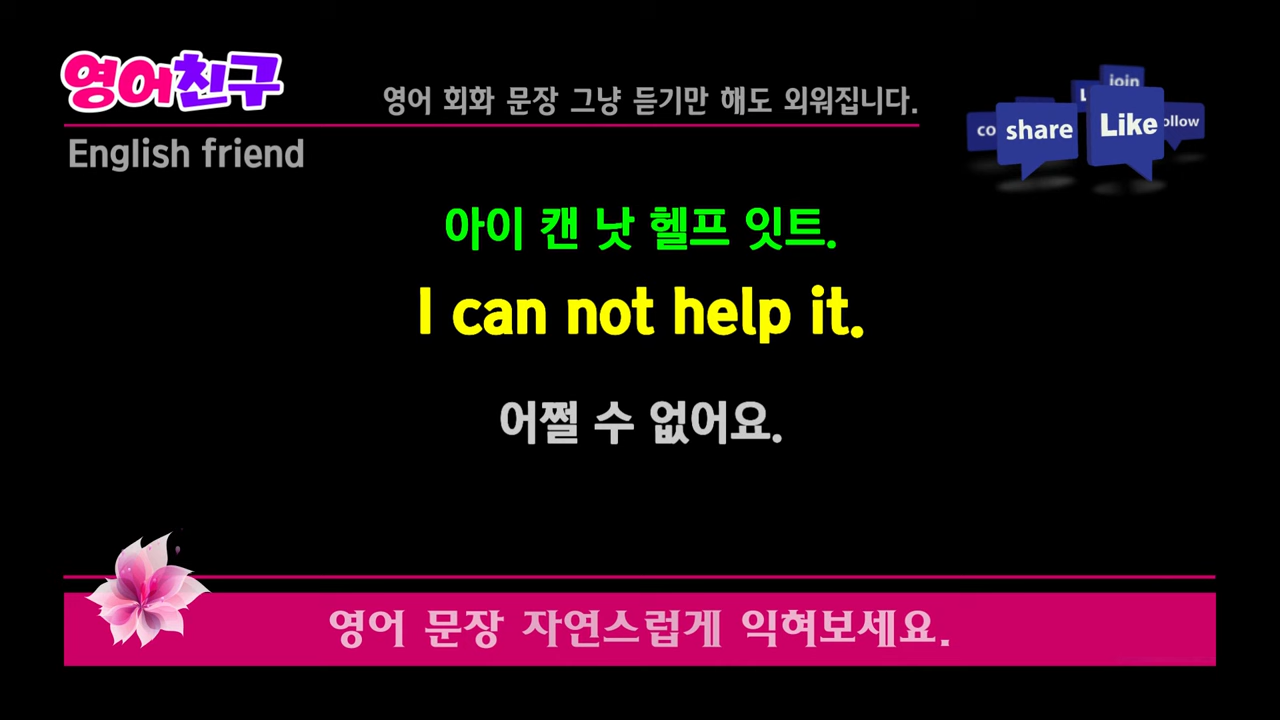 영어친구
영어 회화 문장 그냥 듣기만 해도 외워집니다.
English friend
join
share
Like
아이 캔 낫 헬프 잇트.
I can not help it.
어쩔 수 없어요.
영어 문장 자연스럽게 익혀보세요.